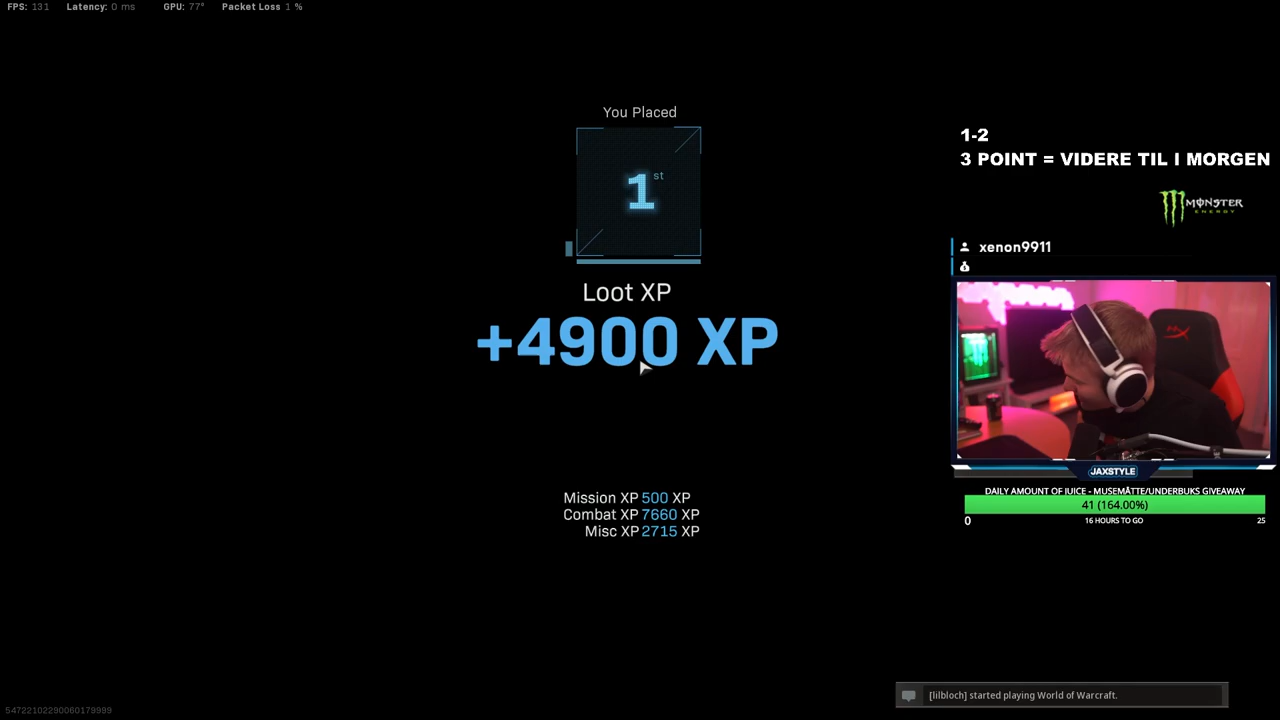 FPS: 131 Latency: 0 ms GPU: 77° Packet Loss 1 %
You Placed
1st
Loot XP
+4900 XP
Mission XP 500 XP
Combat XP 7660 XP
Misc XP 2715 XP
1-2
3 POINT = VIDERE TIL I MORGEN
MONSTER
ENERGY
xenon9911
JAXSTYLE
DAILY AMOUNT OF JUICE - MUSEMÅTTE/UNDERBUKS GIVEAWAY
41 (164.00%)
0 16 HOURS TO GO 25
[lilbloch] started playing World of Warcraft.
54722102280060179999